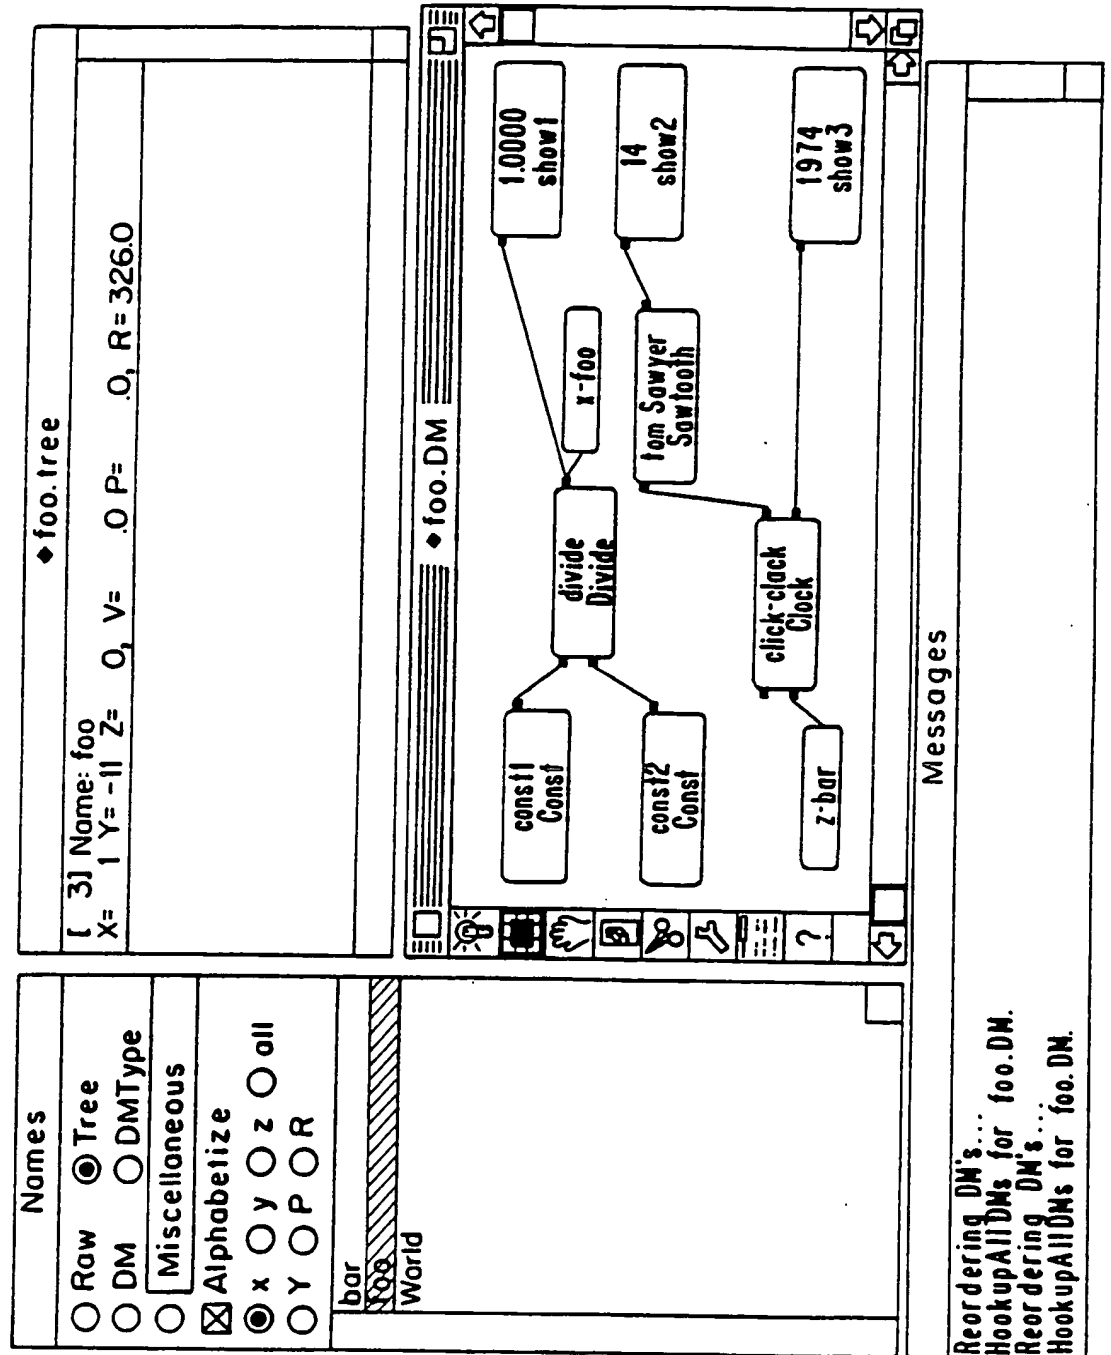 Names
Raw Tree
DM DMType
Miscellaneous
Alphabetize
x y z all
Y P R
bar
foo
World
◆foo.tree
[ 3] Name: foo
X= 1 Y= -11 Z= 0, V= .0 P= .0, R= 326.0
◆foo.DM
?
const1
Const
const2
Const
z-bar
divide
Divide
click-clack
Clock
x-foo
tom Sawyer
Sawtooth
1.0000
show1
14
show2
1974
show3
Messages
Reordering DM's...
HookupAllDMs for foo.DM.
Reordering DM's...
HookupAllDMs for foo.DM.